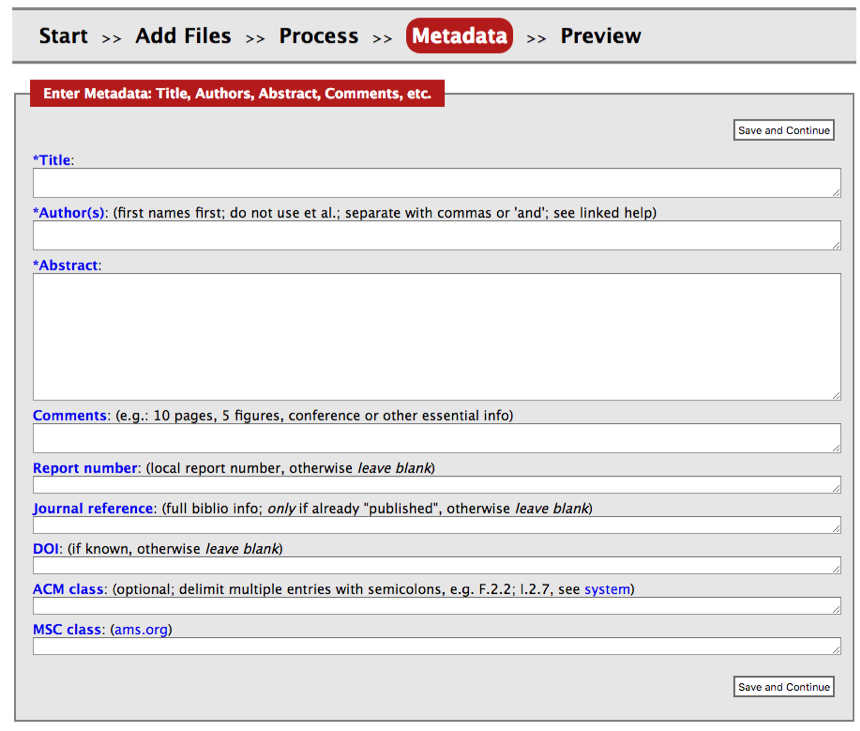 Start >> Add Files >> Process >> Metadata >> Preview
Enter Metadata: Title, Authors, Abstract, Comments, etc.
Save and Continue
*Title:
*Author(s): (first names first; do not use et al.; separate with commas or 'and'; see linked help)
*Abstract:
Comments: (e.g.: 10 pages, 5 figures, conference or other essential info)
Report number: (local report number, otherwise leave blank)
Journal reference: (full biblio info; only if already "published", otherwise leave blank)
DOI: (if known, otherwise leave blank)
ACM class: (optional; delimit multiple entries with semicolons, e.g. F.2.2; I.2.7, see system)
MSC class: (ams.org)
Save and Continue